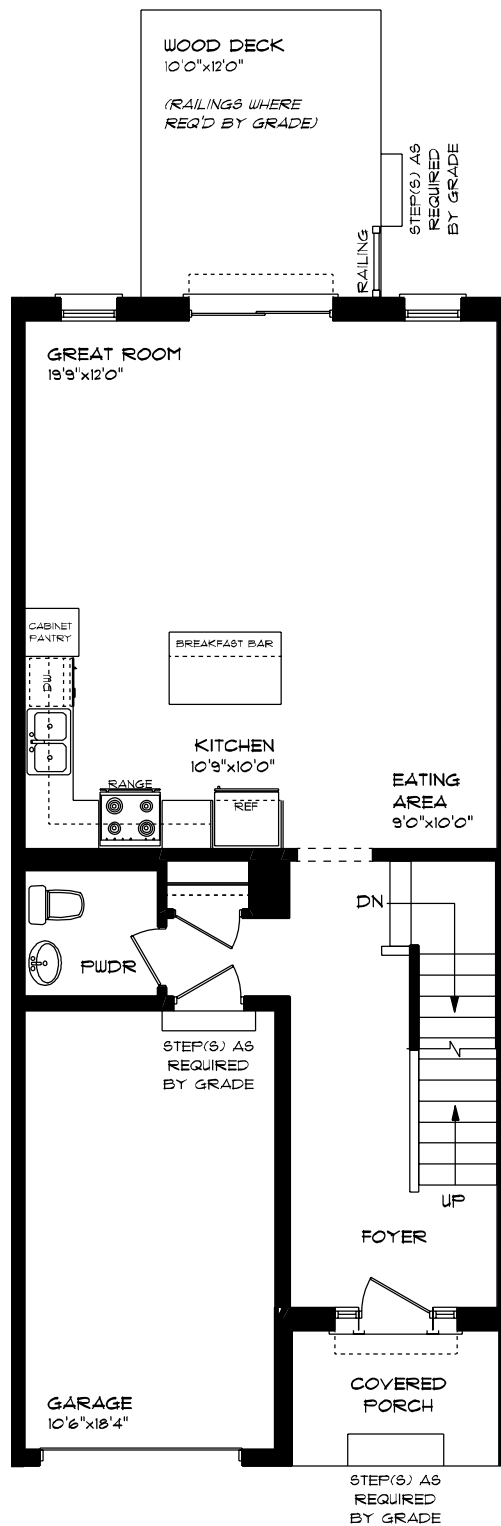 WOOD DECK
10'0"x12'0"
(RAILINGS WHERE
REQ'D BY GRADE)
STEP(S) AS
REQUIRED
BY GRADE
RAILING
GREAT ROOM
19'9"x12'0"
CABINET
PANTRY
DW
BREAKFAST BAR
KITCHEN
10'9"x10'0"
RANGE
REF
EATING
AREA
9'0"x10'0"
DN
PWDR
STEP(S) AS
REQUIRED
BY GRADE
UP
FOYER
GARAGE
10'6"x18'4"
COVERED
PORCH
STEP(S) AS
REQUIRED
BY GRADE